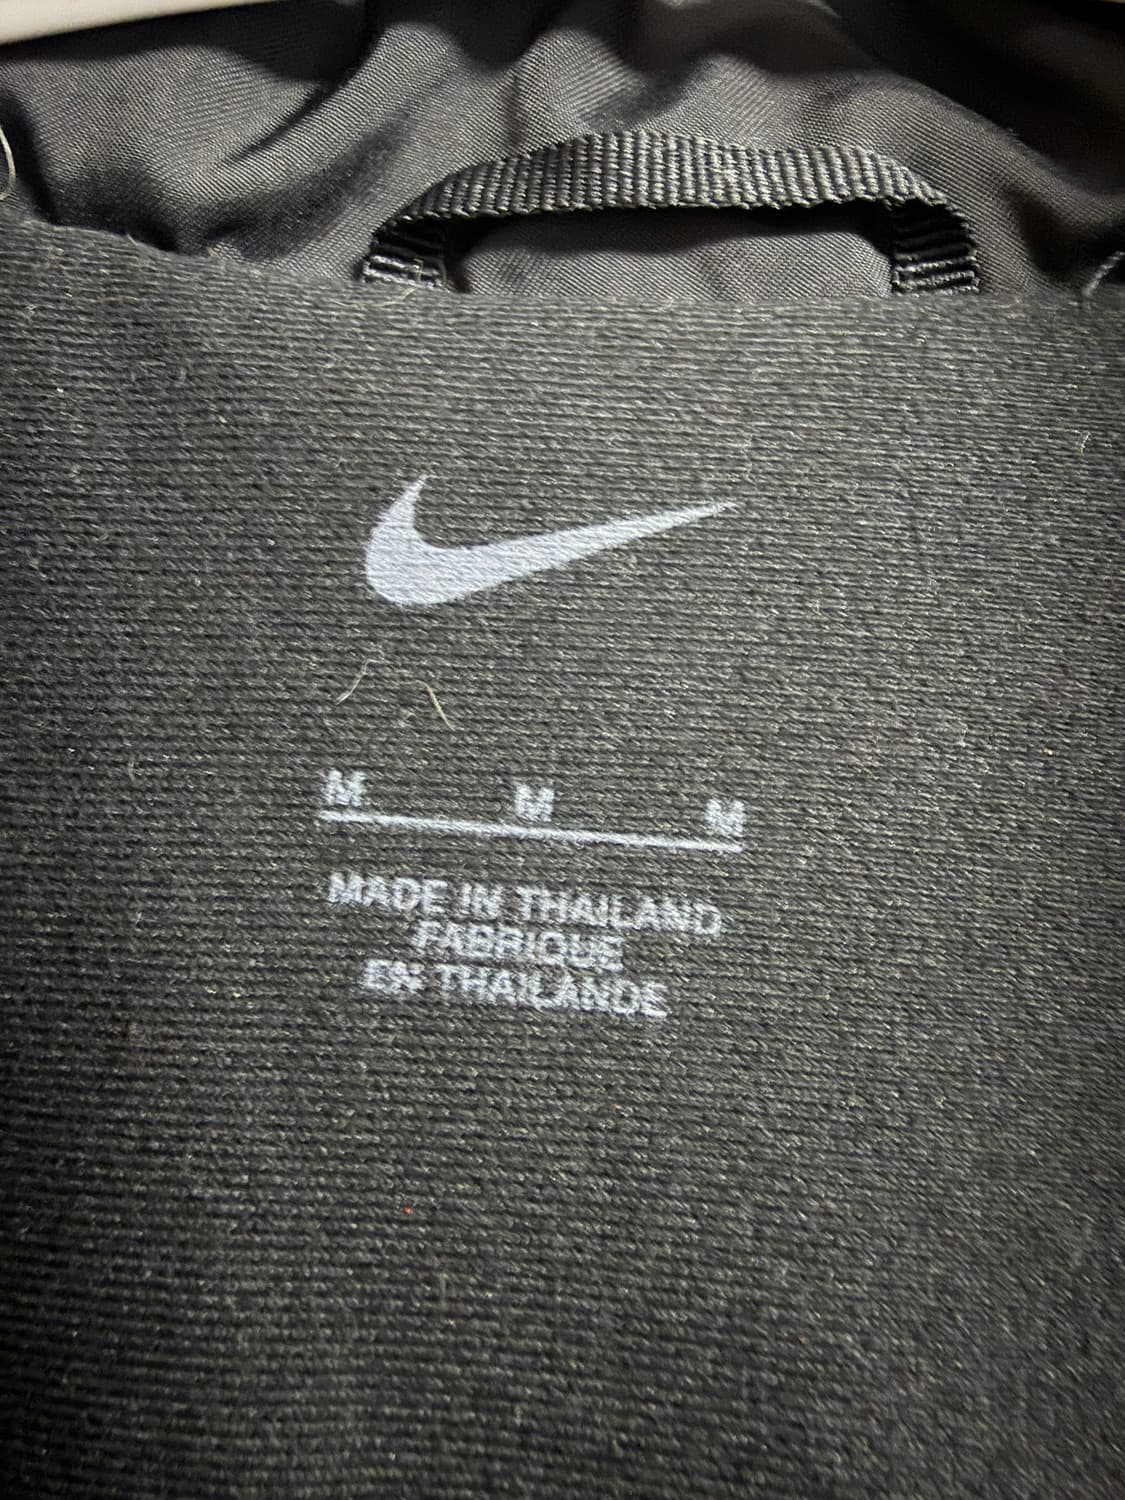 M M M
MADE IN THAILAND
FABRIQUE
EN THAILANDE